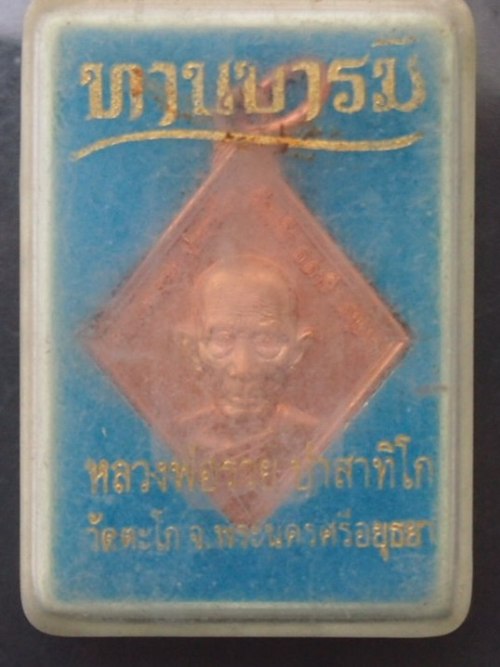 ทานบารมี
หลวงพ่อรวย ปาสาทิโก
วัดตะโก จ.พระนครศรีอยุธยา